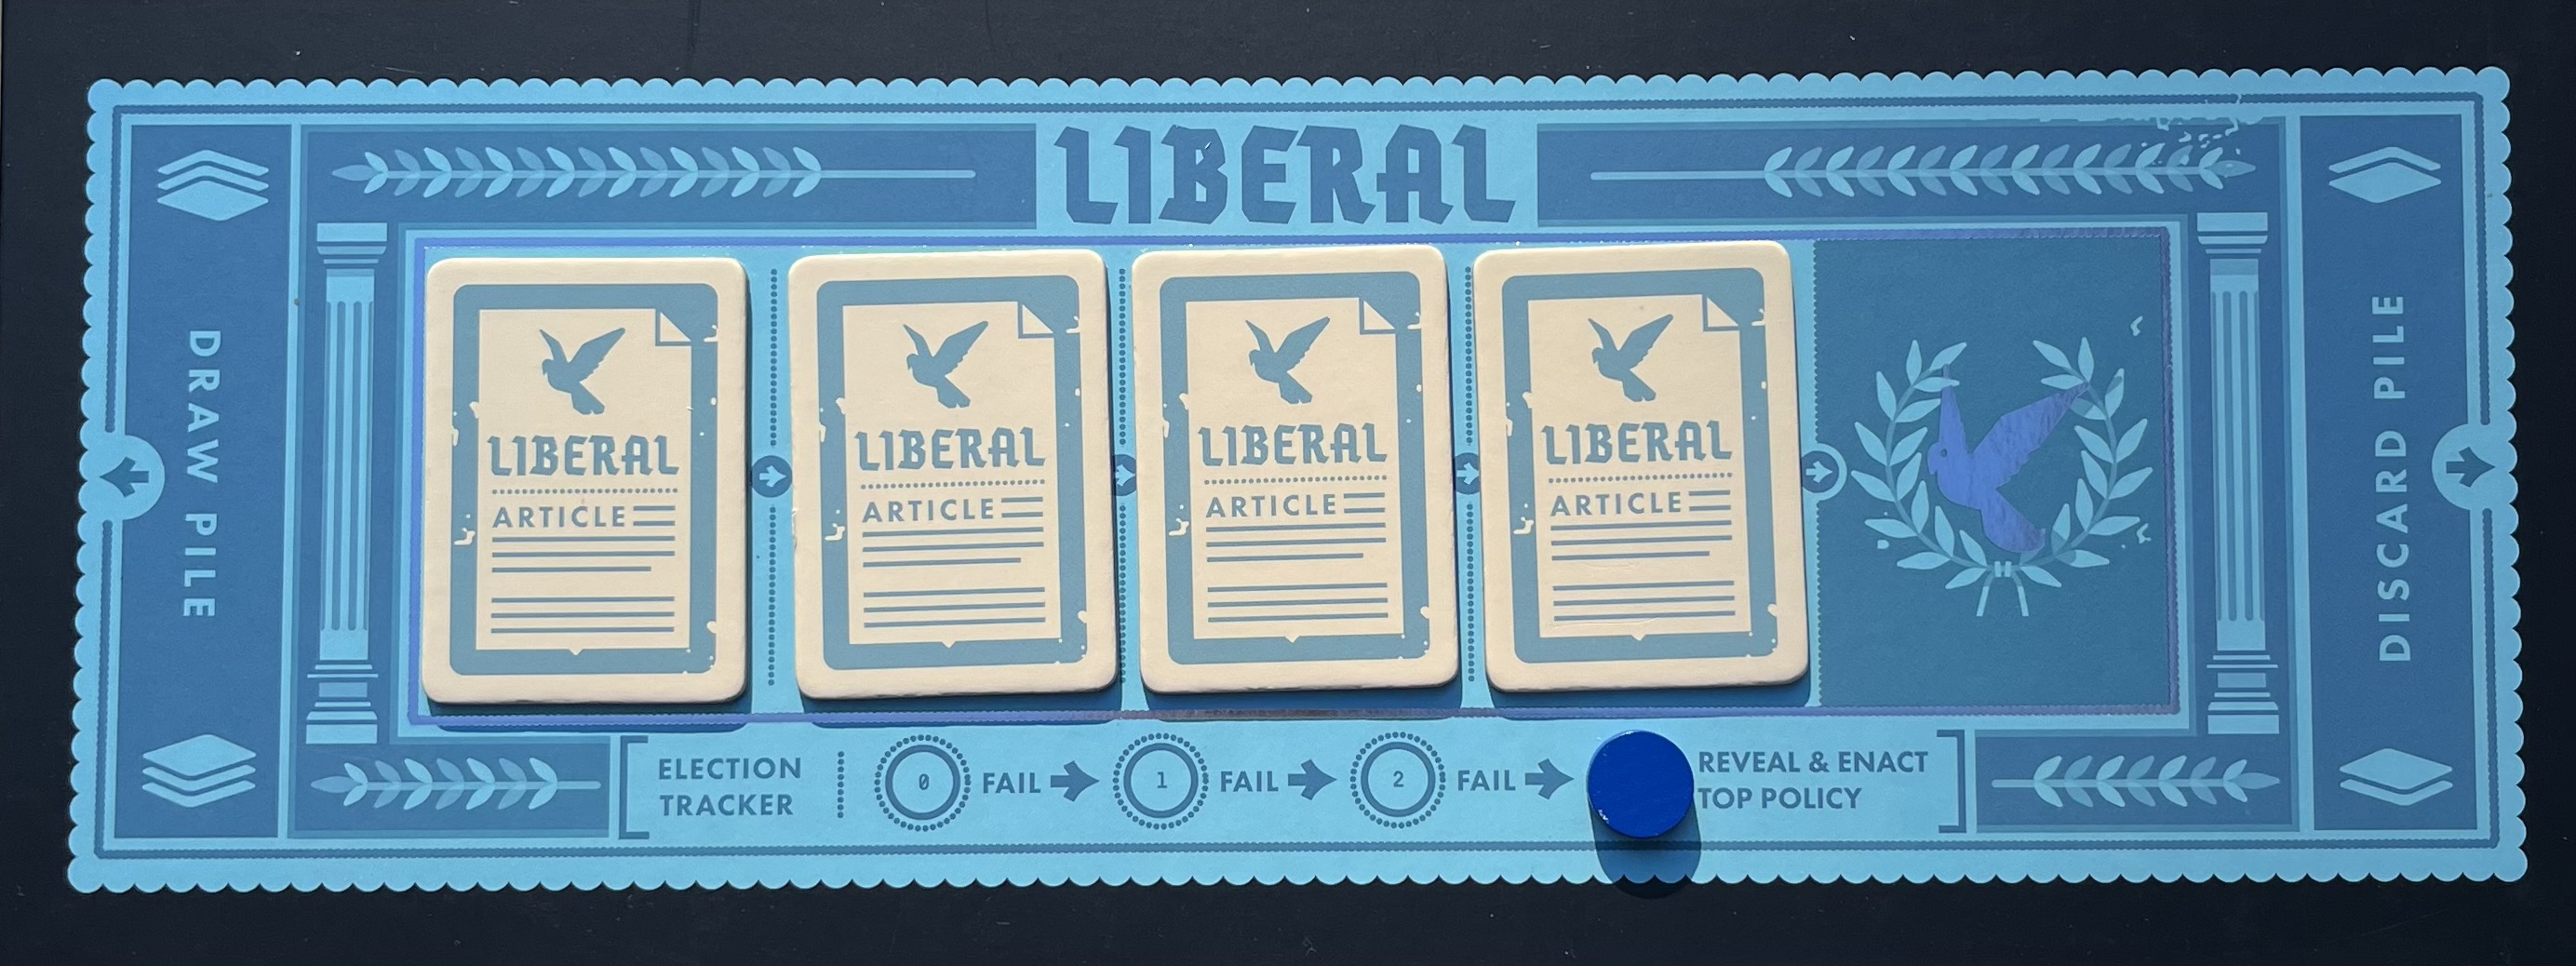 LIBERAL
DRAW PILE
LIBERAL
ARTICLE
LIBERAL
ARTICLE
LIBERAL
ARTICLE
LIBERAL
ARTICLE
DISCARD PILE
ELECTION
TRACKER
0 FAIL 1 FAIL 2 FAIL
REVEAL & ENACT
TOP POLICY